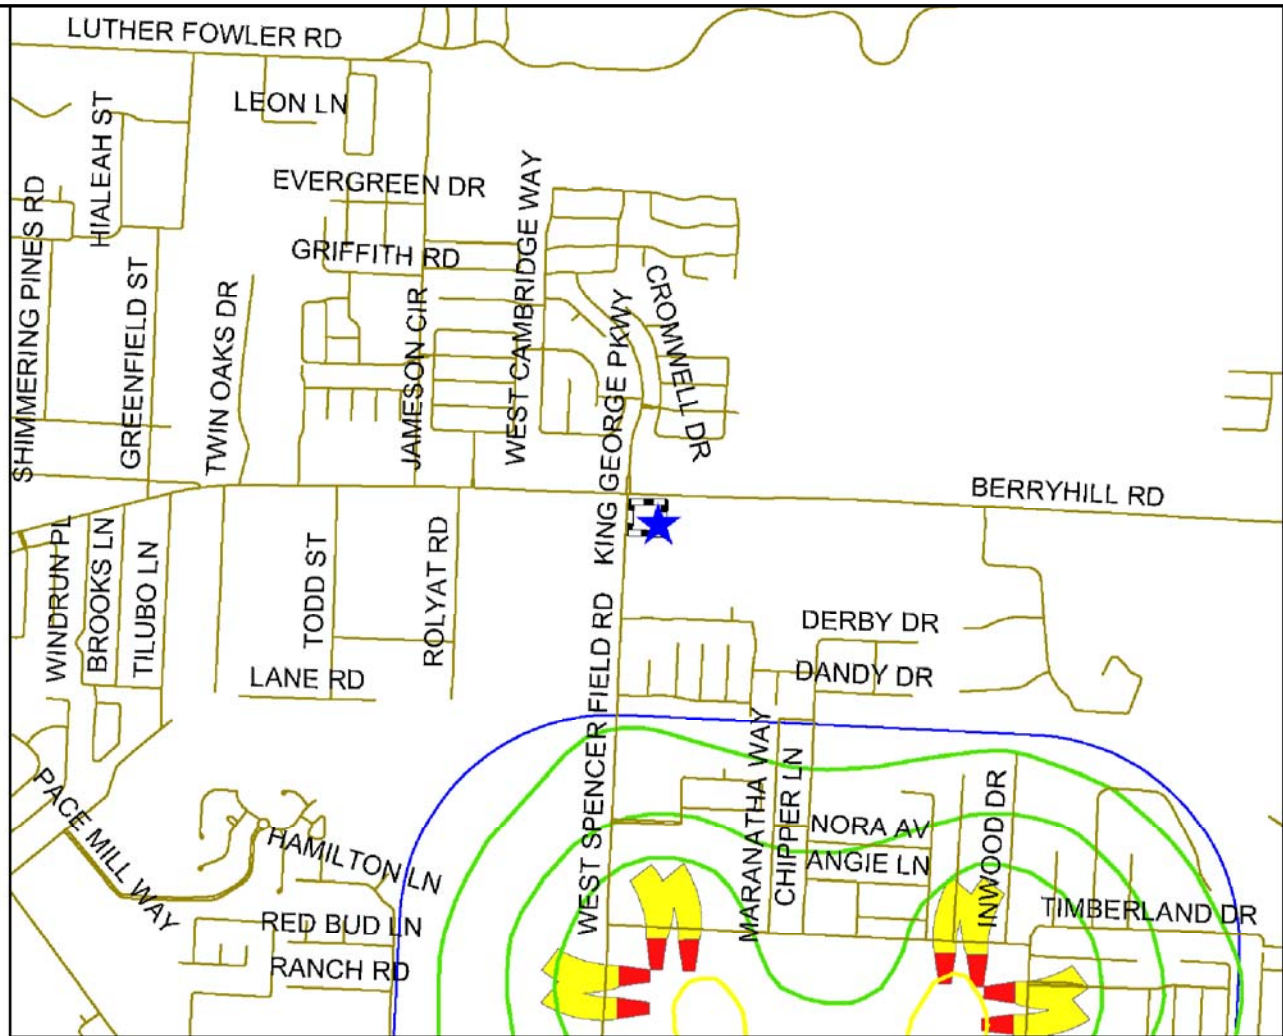 LUTHER FOWLER RD
LEON LN
HIALEAH ST
EVERGREEN DR
SHIMMERING PINES RD
GRIFFITH RD
WEST CAMBRIDGE WAY
GREENFIELD ST
TWIN OAKS DR
JAMESON CIR
KING GEORGE PKWY
CROMWELL DR
BERRYHILL RD
WINDRUN PL
BROOKS LN
TILUBO LN
TODD ST
ROLYAT RD
LANE RD
WEST SPENCER FIELD RD
DERBY DR
DANDY DR
MARANATHA WAY
CHIPPER LN
INWOOD DR
PACE MILL WAY
HAMILTON LN
NORA AV
ANGIE LN
RED BUD LN
RANCH RD
TIMBERLAND DR